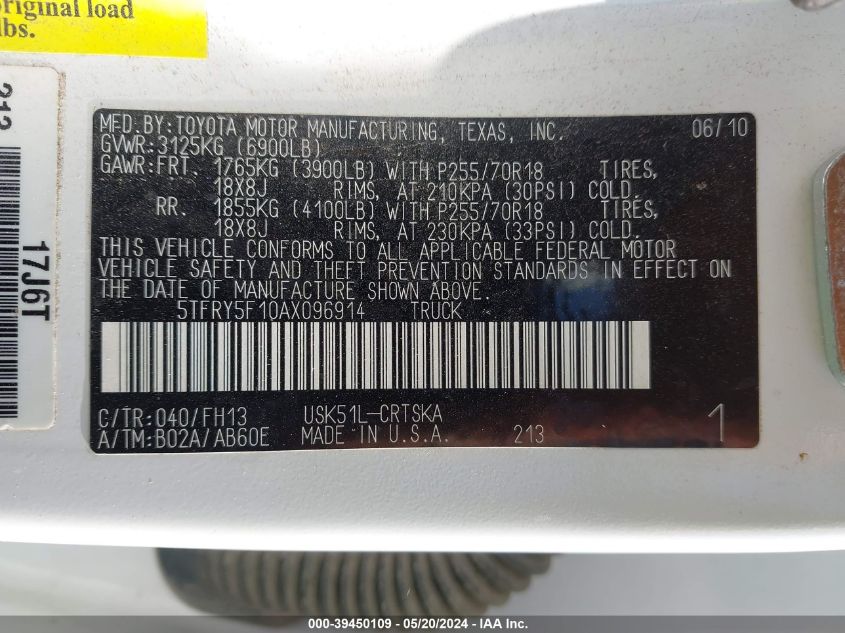 original load
lbs.
212
17J6T
MFD.BY:TOYOTA MOTOR MANUFACTURING, TEXAS, INC. 06/10
GVWR:3125KG (6900LB)
GAWR:FRT. 1765KG (3900LB) WITH P255/70R18 TIRES,
18X8J RIMS, AT 210KPA (30PSI) COLD.
RR. 1855KG (4100LB) WITH P255/70R18 TIRES,
18X8J RIMS, AT 230KPA (33PSI) COLD.
THIS VEHICLE CONFORMS TO ALL APPLICABLE FEDERAL MOTOR
VEHICLE SAFETY AND THEFT PREVENTION STANDARDS IN EFFECT ON
THE DATE OF MANUFACTURE SHOWN ABOVE.
5TFRY5F10AX096914 TRUCK
C/TR:040/FH13 USK51L-CRTSKA
A/TM:B02A/AB60E MADE IN U.S.A. 213 1
000-39450109 — 05/20/2024 — IAA Inc.